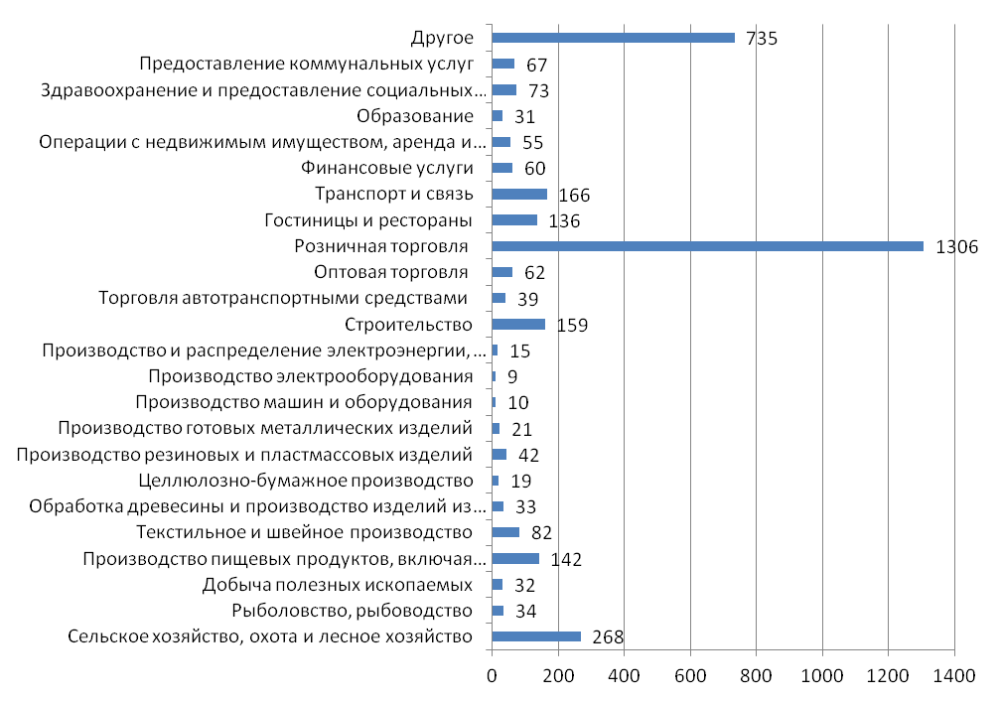 Другое 735
Предоставление коммунальных услуг 67
Здравоохранение и предоставление социальных... 73
Образование 31
Операции с недвижимым имуществом, аренда и... 55
Финансовые услуги 60
Транспорт и связь 166
Гостиницы и рестораны 136
Розничная торговля 1306
Оптовая торговля 62
Торговля автотранспортными средствами 39
Строительство 159
Производство и распределение электроэнергии,... 15
Производство электрооборудования 9
Производство машин и оборудования 10
Производство готовых металлических изделий 21
Производство резиновых и пластмассовых изделий 42
Целлюлозно-бумажное производство 19
Обработка древесины и производство изделий из... 33
Текстильное и швейное производство 82
Производство пищевых продуктов, включая... 142
Добыча полезных ископаемых 32
Рыболовство, рыбоводство 34
Сельское хозяйство, охота и лесное хозяйство 268
0 200 400 600 800 1000 1200 1400